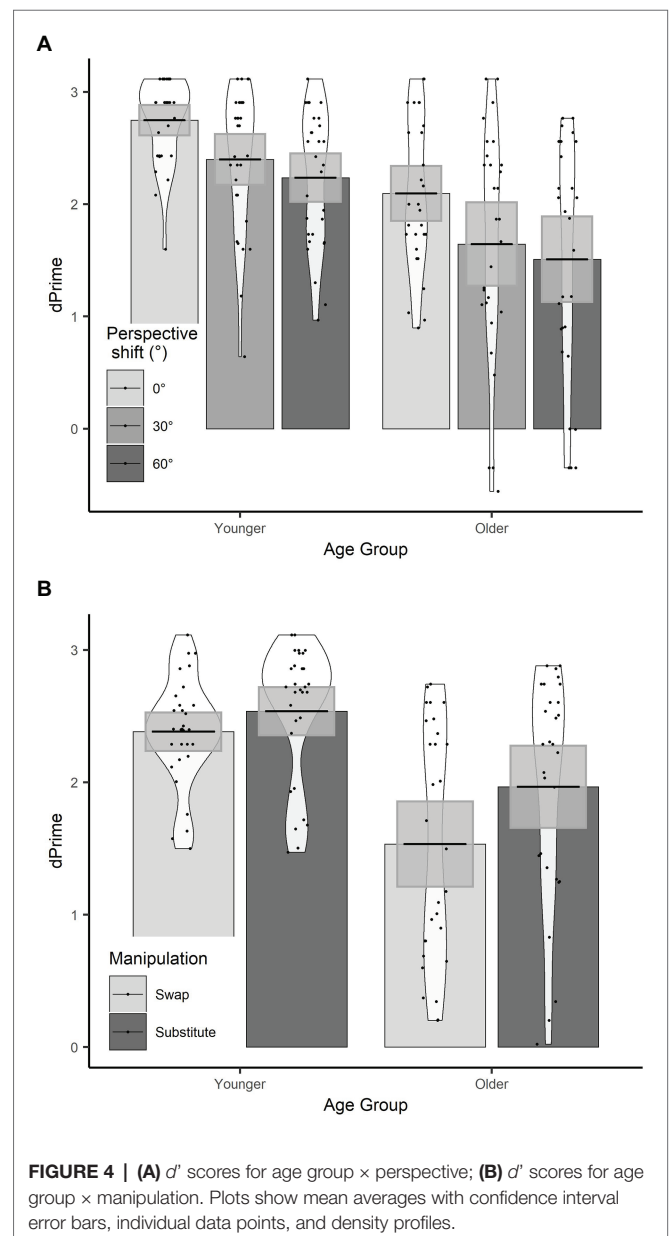 A
3
2
1
0
dPrime
Perspective
shift (°)
0°
30°
60°
Younger
Older
Age Group
B
3
2
1
0
dPrime
Manipulation
Swap
Substitute
Younger
Older
Age Group
FIGURE 4 | (A) d' scores for age group × perspective; (B) d' scores for age
group × manipulation. Plots show mean averages with confidence interval
error bars, individual data points, and density profiles.